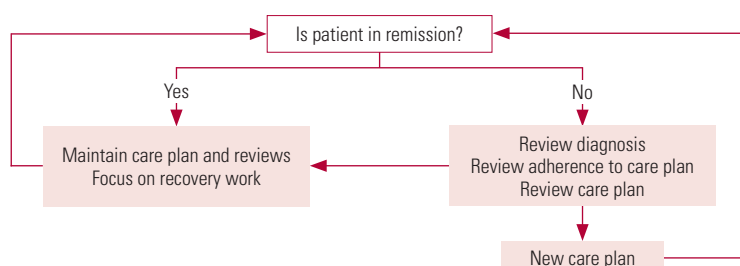 Is patient in remission?
Yes
No
Maintain care plan and reviews
Focus on recovery work
Review diagnosis
Review adherence to care plan
Review care plan
New care plan